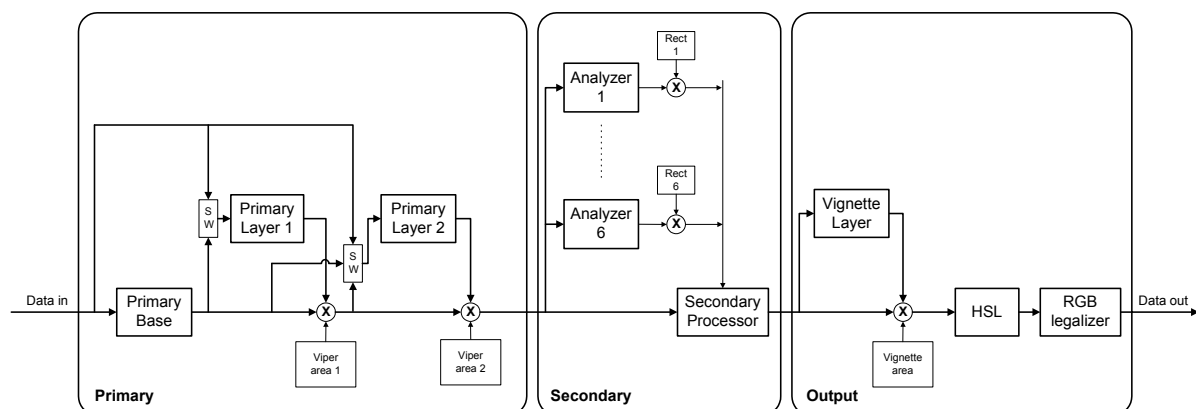 Data in
Primary
Base
S
W
Primary
Layer 1
S
W
Primary
Layer 2
X
Viper
area 1
X
Viper
area 2
Primary
Analyzer
1
Rect
1
X
Analyzer
6
Rect
6
X
Secondary
Processor
Secondary
Vignette
Layer
X
Vignette
area
HSL
RGB
legalizer
Data out
Output